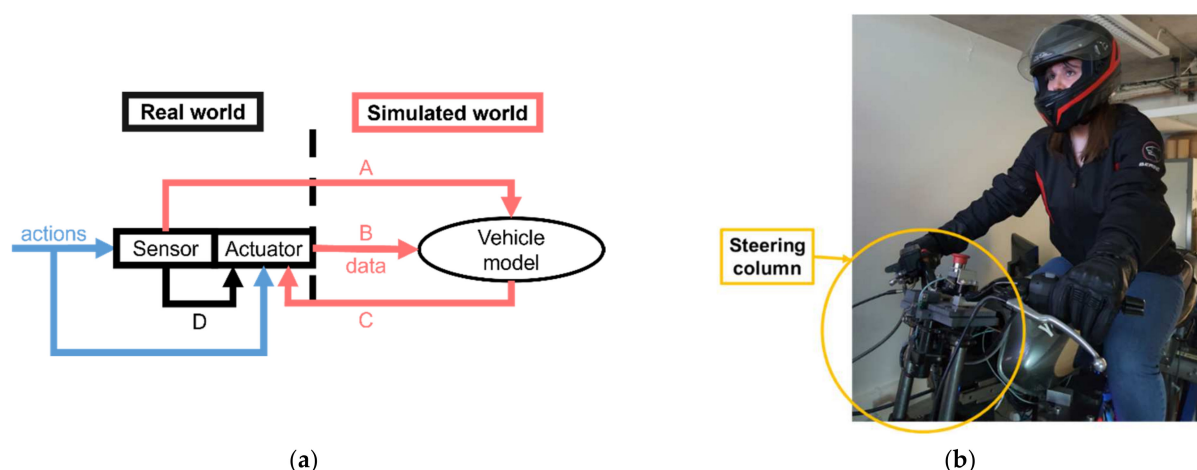 Real world
Simulated world
A
actions
Sensor
Actuator
B
data
Vehicle
model
D
C
Steering
column
(a)
(b)